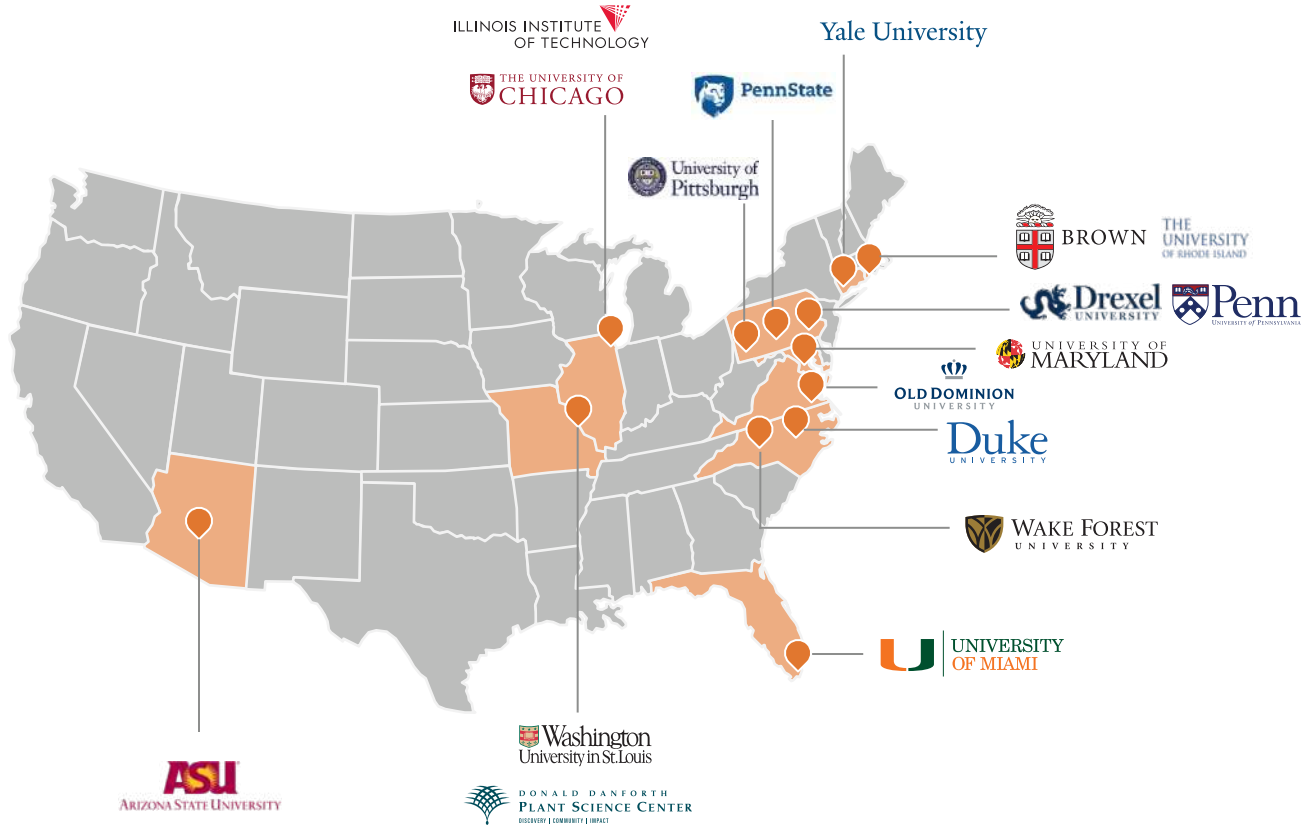 ILLINOIS INSTITUTE
OF TECHNOLOGY
THE UNIVERSITY OF
CHICAGO
Yale University
PennState
University of
Pittsburgh
BROWN
THE
UNIVERSITY
OF RHODE ISLAND
Drexel
UNIVERSITY
Penn
UNIVERSITY of PENNSYLVANIA
UNIVERSITY OF
MARYLAND
OLD DOMINION
UNIVERSITY
Duke
UNIVERSITY
WAKE FOREST
UNIVERSITY
UNIVERSITY
OF MIAMI
Washington
University in St.Louis
DONALD DANFORTH
PLANT SCIENCE CENTER
DISCOVERY | COMMUNITY | IMPACT
ASU
ARIZONA STATE UNIVERSITY